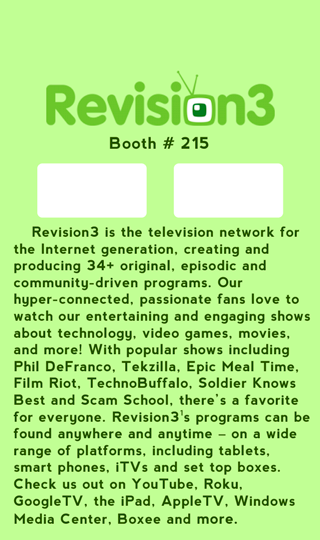 Revision3
Booth # 215
Revision3 is the television network for
the Internet generation, creating and
producing 34+ original, episodic and
community-driven programs. Our
hyper-connected, passionate fans love to
watch our entertaining and engaging shows
about technology, video games, movies,
and more! With popular shows including
Phil DeFranco, Tekzilla, Epic Meal Time,
Film Riot, TechnoBuffalo, Soldier Knows
Best and Scam School, there's a favorite
for everyone. Revision3's programs can be
found anywhere and anytime – on a wide
range of platforms, including tablets,
smart phones, iTVs and set top boxes.
Check us out on YouTube, Roku,
GoogleTV, the iPad, AppleTV, Windows
Media Center, Boxee and more.